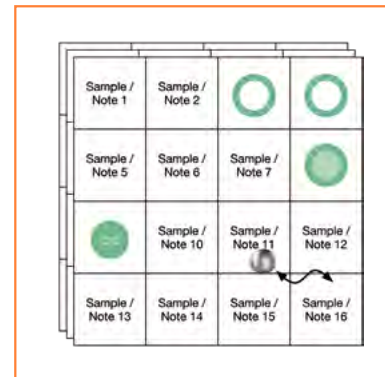 Sample /
Note 1
Sample /
Note 2
Sample /
Note 5
Sample /
Note 6
Sample /
Note 7
Sample /
Note 10
Sample /
Note 11
Sample /
Note 12
Sample /
Note 13
Sample /
Note 14
Sample /
Note 15
Sample /
Note 16